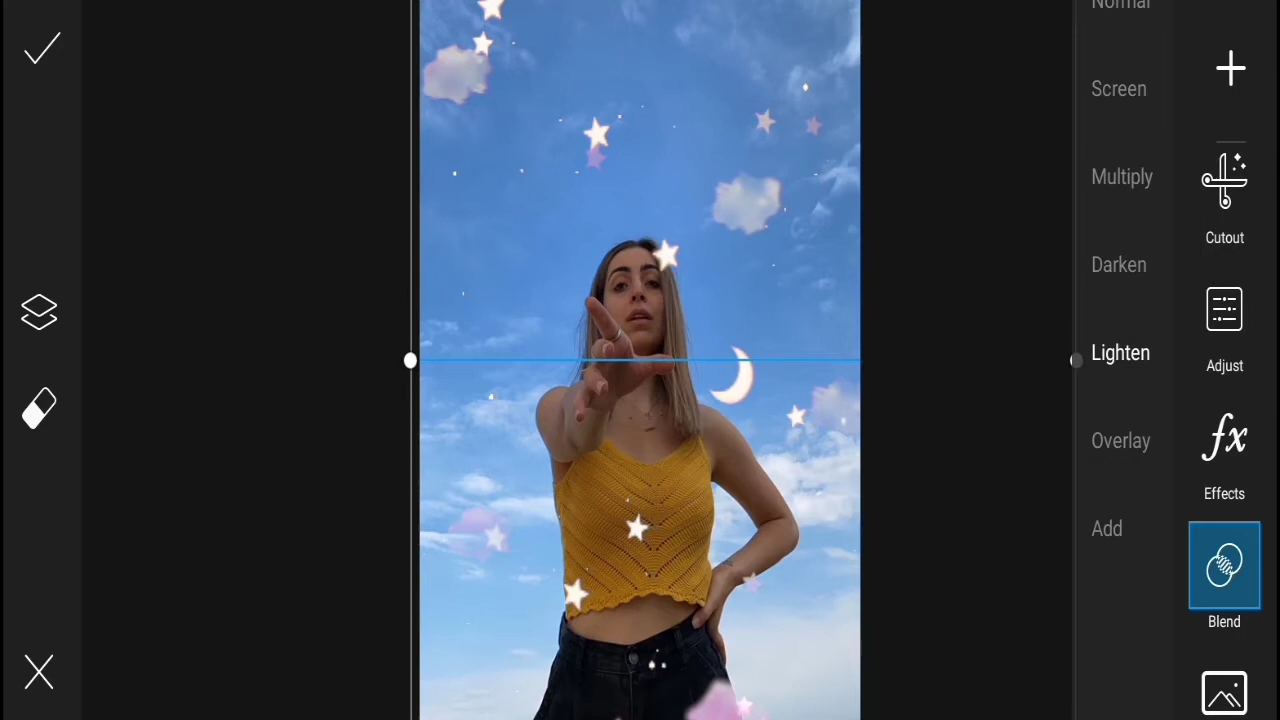 Normal
Screen
Multiply
Darken
Lighten
Overlay
Add
Cutout
Adjust
fx
Effects
Blend